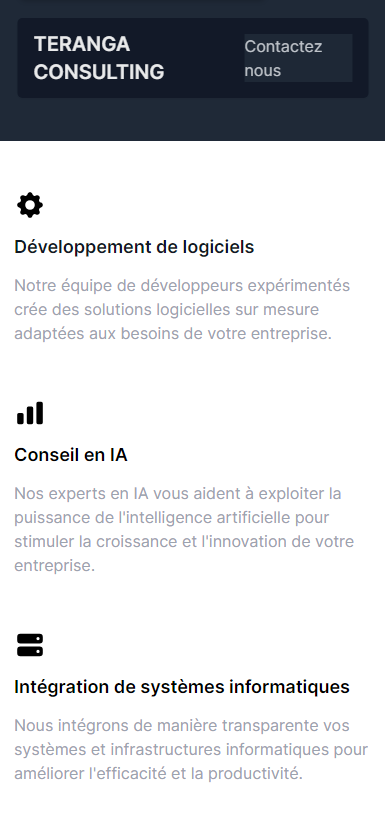 TERANGA
CONSULTING
Contactez
nous
Développement de logiciels
Notre équipe de développeurs expérimentés
crée des solutions logicielles sur mesure
adaptées aux besoins de votre entreprise.
Conseil en IA
Nos experts en IA vous aident à exploiter la
puissance de l'intelligence artificielle pour
stimuler la croissance et l'innovation de votre
entreprise.
Intégration de systèmes informatiques
Nous intégrons de manière transparente vos
systèmes et infrastructures informatiques pour
améliorer l'efficacité et la productivité.